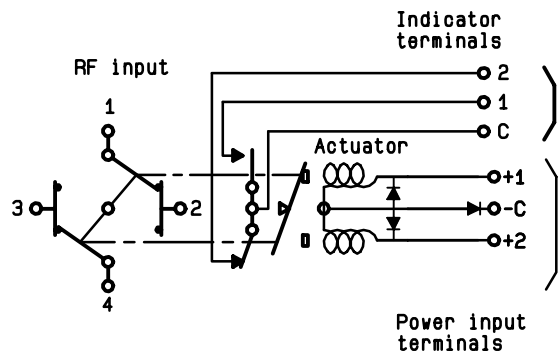 Indicator
terminals
RF input
2
1
1
C
Actuator
+1
3
2
-C
+2
4
Power input
terminals